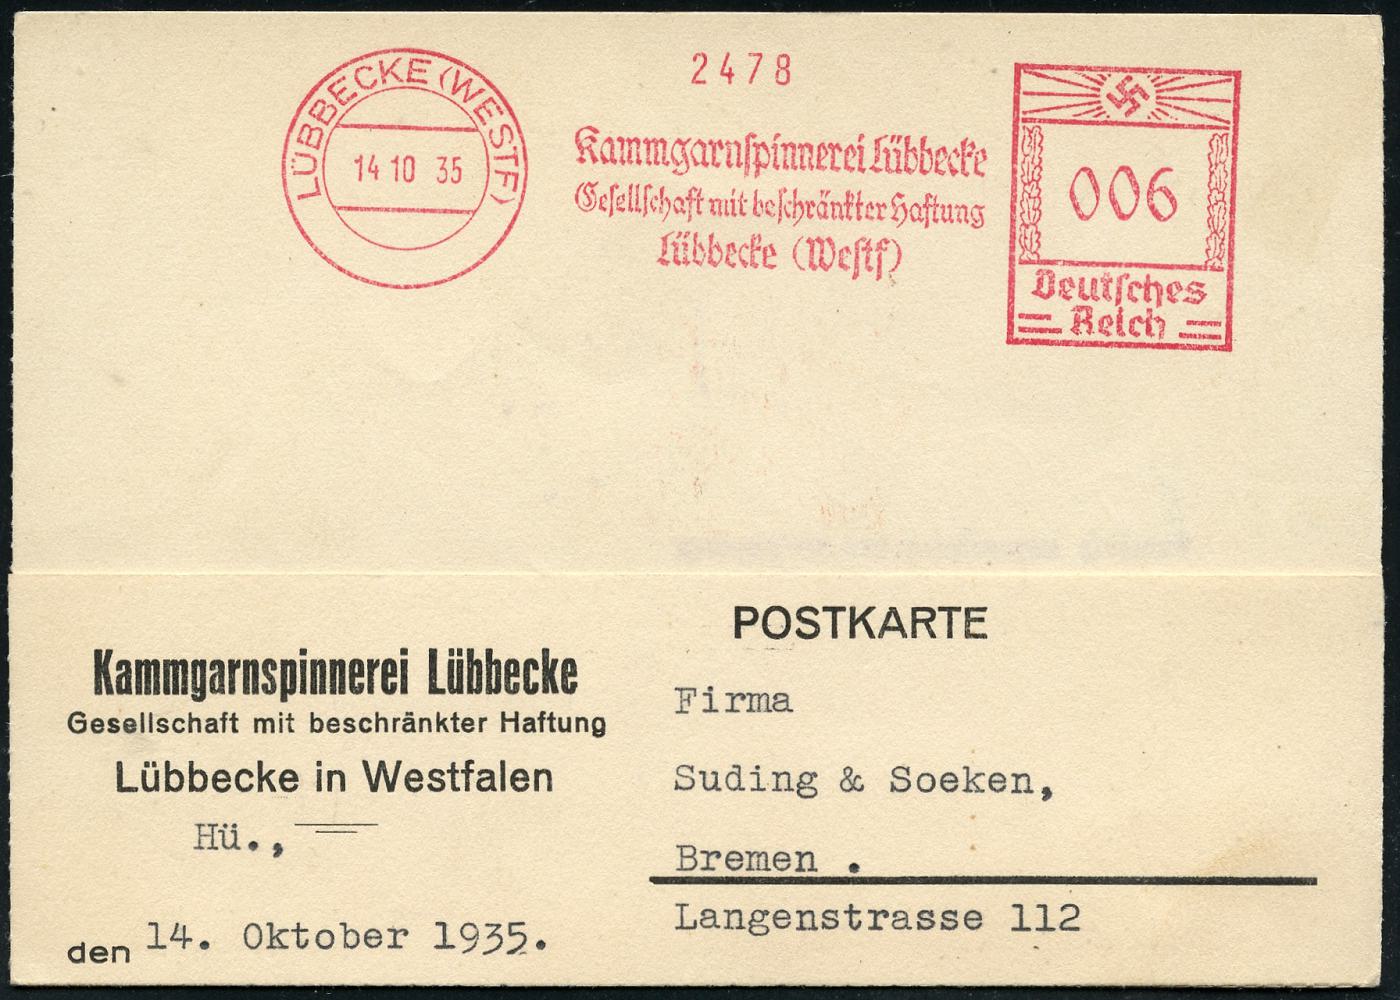 LÜBBECKE (WESTF)
14 10 35
2478
Kammgarnspinnerei Lübbecke
Gesellschaft mit beschränkter Haftung
Lübbecke (Westf)
006
Deutsches
Reich
POSTKARTE
Kammgarnspinnerei Lübbecke
Gesellschaft mit beschränkter Haftung
Lübbecke in Westfalen
Hü.,
den 14. Oktober 1935.
Firma
Suding & Soeken,
Bremen .
Langenstrasse 112